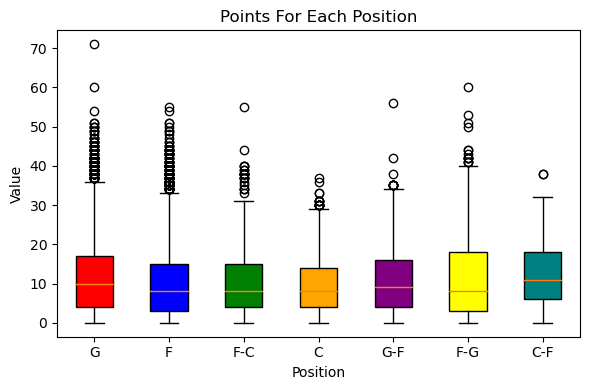 Points For Each Position
70
60
50
40
30
20
10
0
Value
G F F-C C G-F F-G C-F
Position